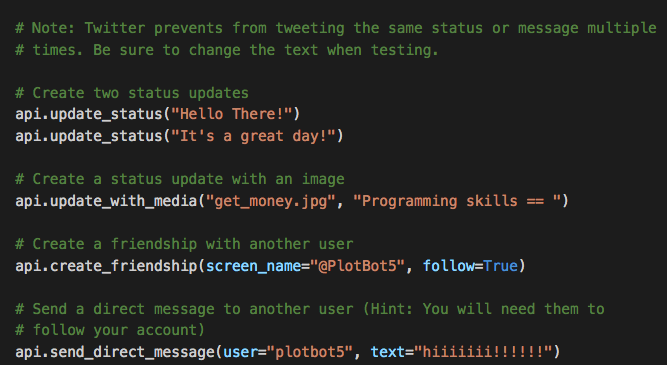 # Note: Twitter prevents from tweeting the same status or message multiple
# times. Be sure to change the text when testing.
# Create two status updates
api.update_status("Hello There!")
api.update_status("It's a great day!")
# Create a status update with an image
api.update_with_media("get_money.jpg", "Programming skills == ")
# Create a friendship with another user
api.create_friendship(screen_name="@PlotBot5", follow=True)
# Send a direct message to another user (Hint: You will need them to
# follow your account)
api.send_direct_message(user="plotbot5", text="hiiiiiii!!!!!!")